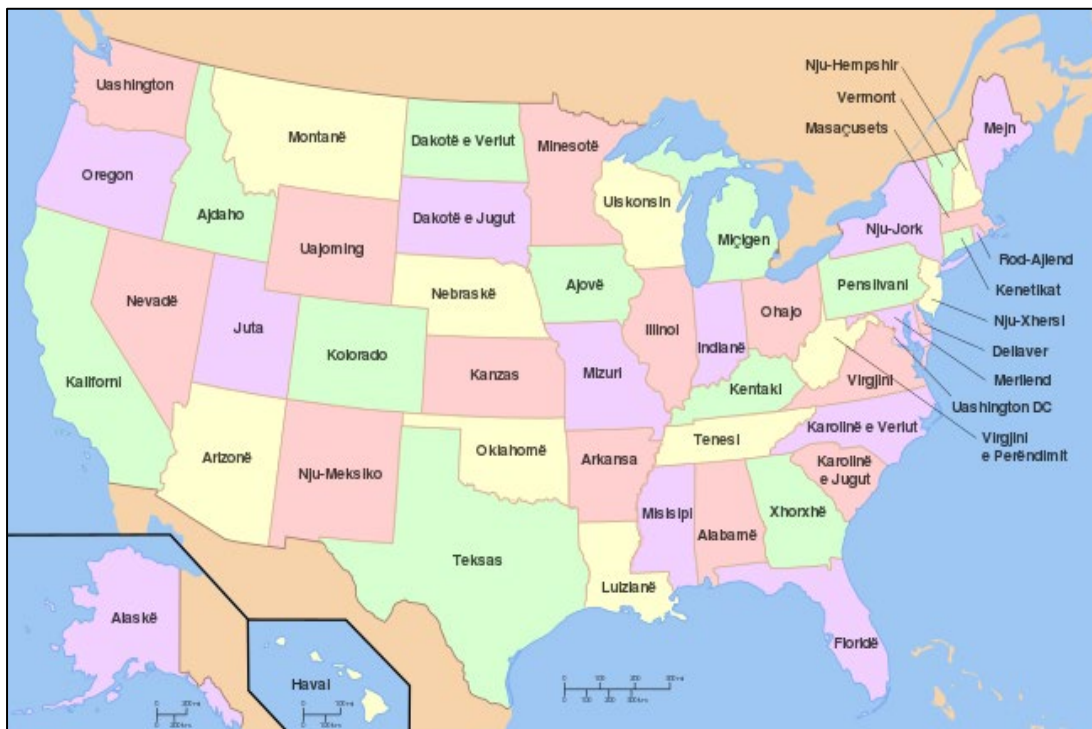 Nju-Hempshir
Vermont
Masaçusets
Uashington
Montanë
Dakotë e Veriut
Minesotë
Mejn
Oregon
Ajdaho
Dakotë e Jugut
Uiskonsin
Miçigen
Nju-Jork
Uajoming
Rod-Ajlend
Kenetikat
Nju-Xhersi
Dellaver
Merilend
Uashington DC
Virgjini
e Perëndimit
Nevadë
Juta
Nebraskë
Ajovë
Pensilvani
Ohajo
Illinoi
Indianë
Kolorado
Kanzas
Mizuri
Kaliforni
Kentaki
Virgjini
Karolinë e Veriut
Tenesi
Arizonë
Nju-Meksiko
Oklahomë
Arkansa
Karolinë
e Jugut
Misisipi
Alabamë
Xhorxhë
Teksas
Luizianë
Floridë
Alaskë
Havai